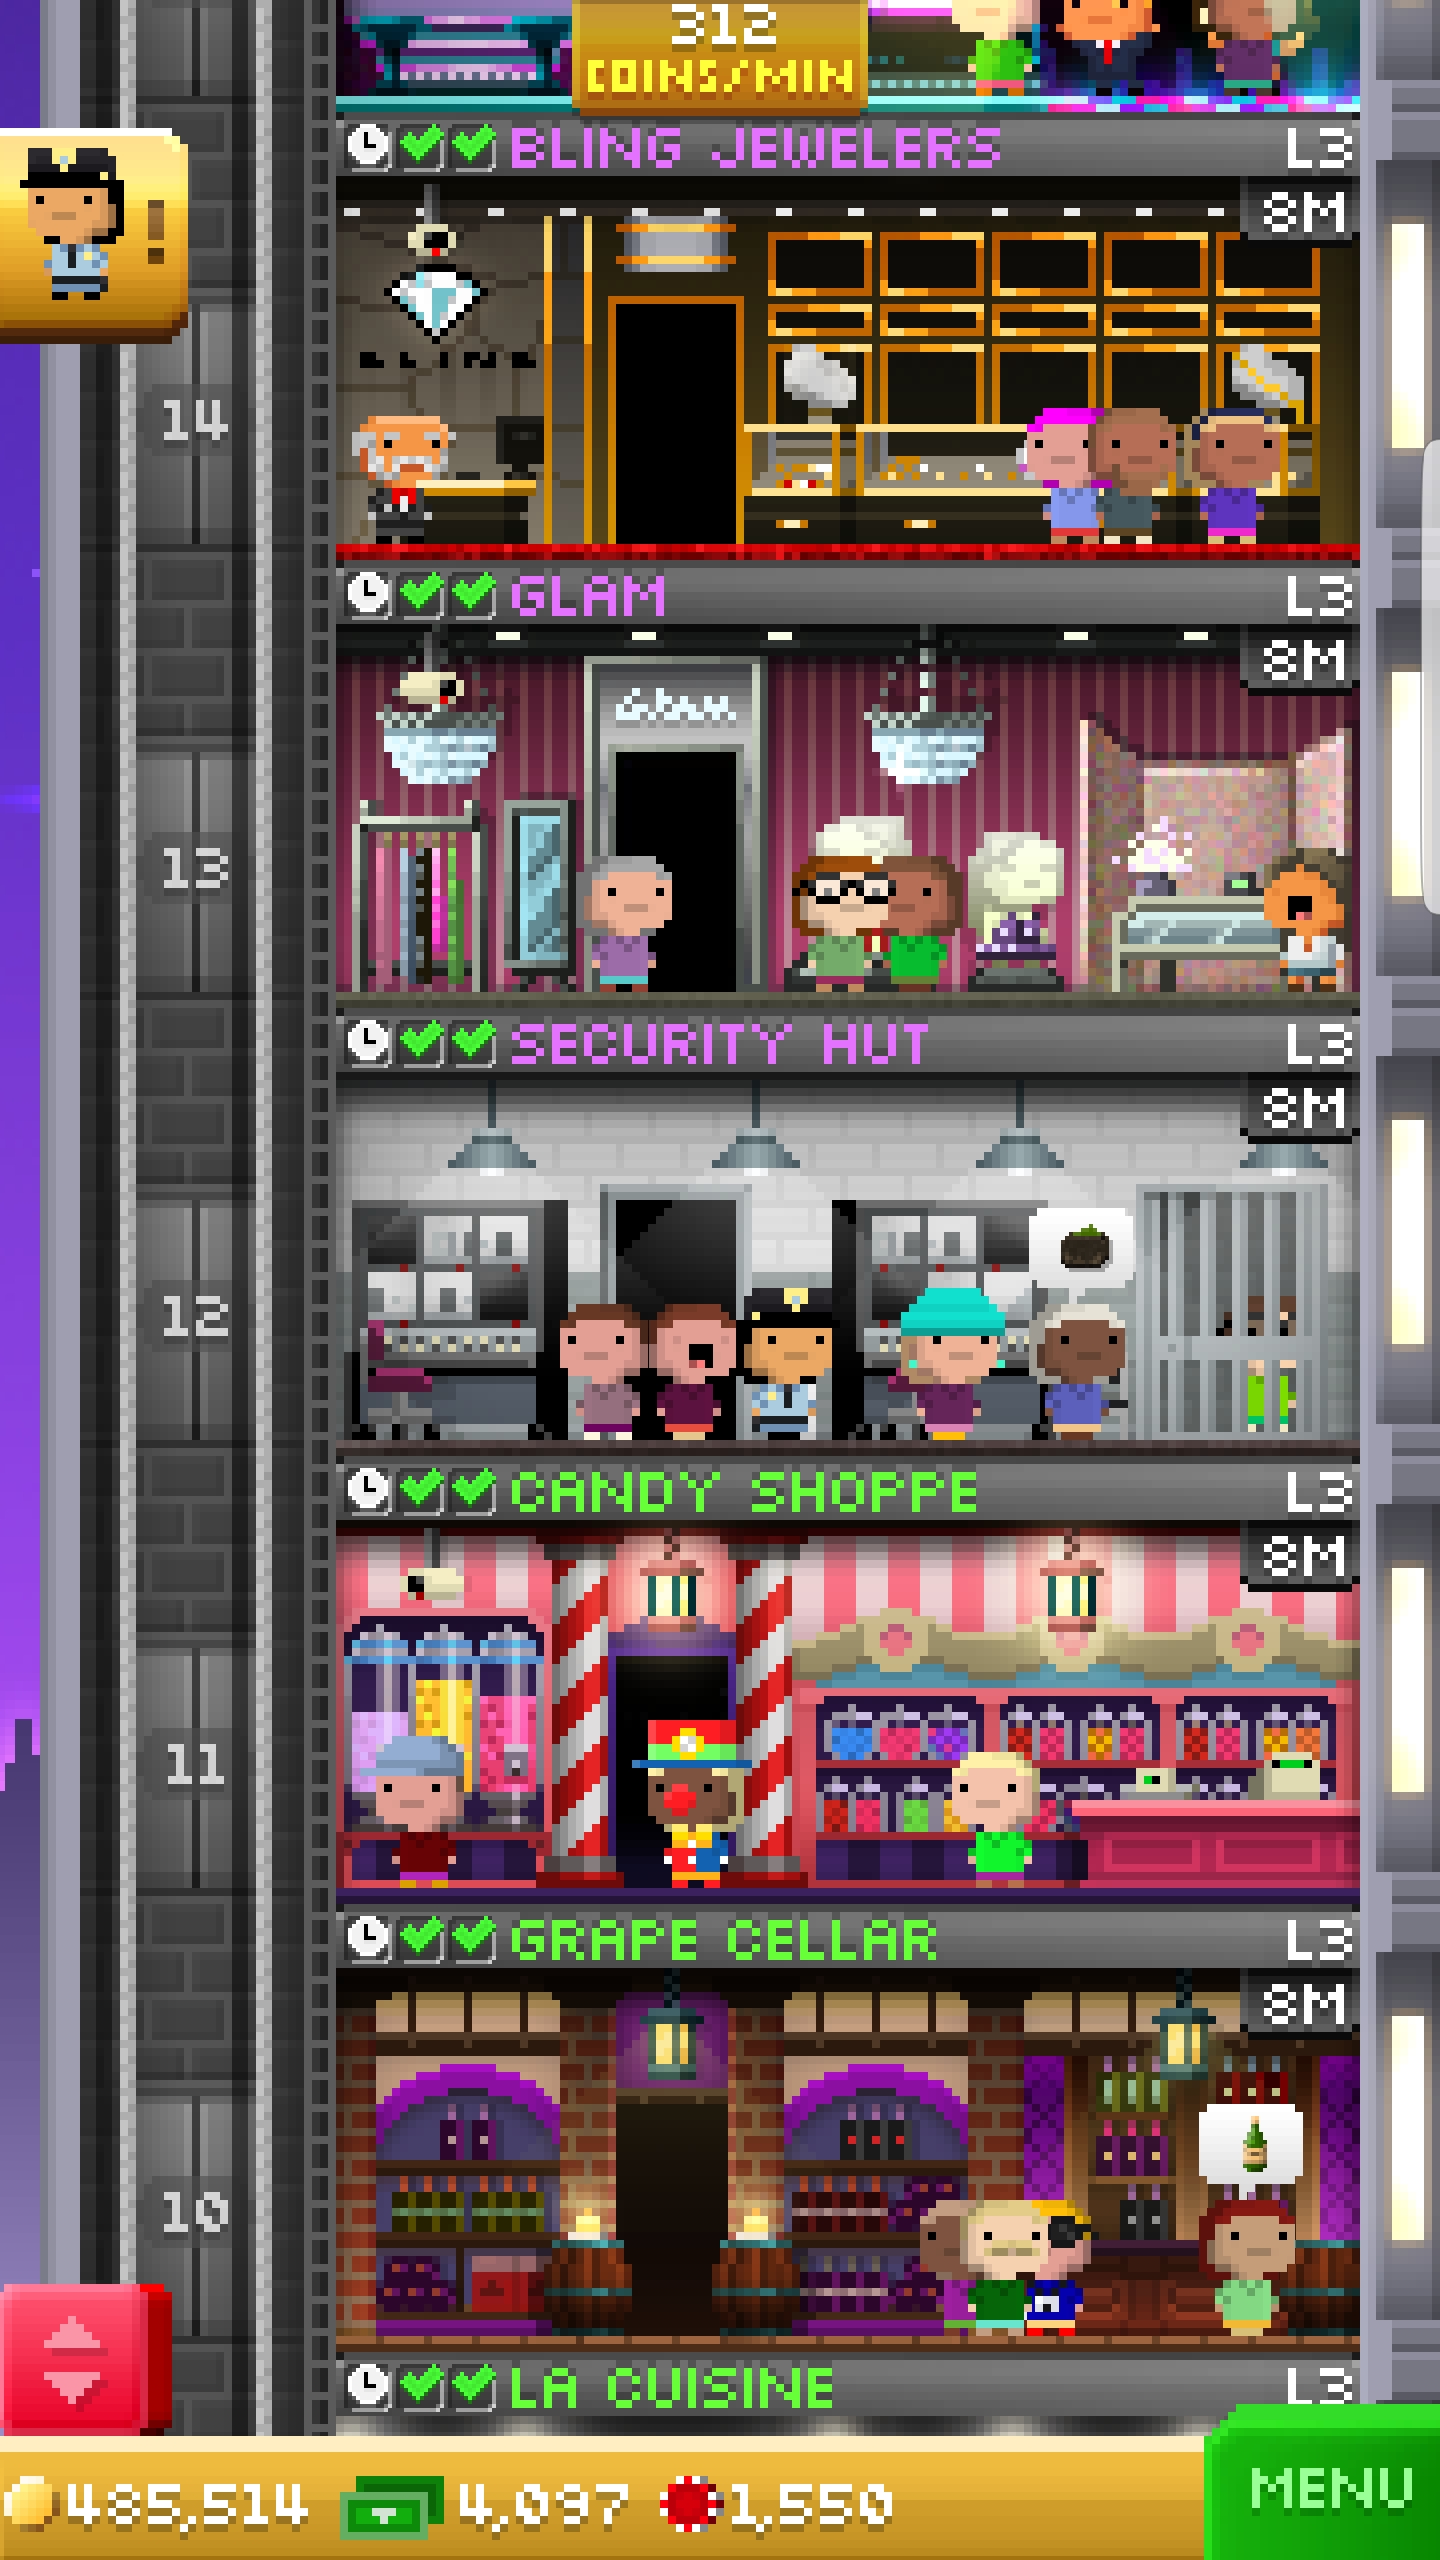 312
COINS/MIN
BLING JEWELERS L3
8M
BLING
14
GLAM L3
8M
Glam
13
SECURITY HUT L3
8M
12
CANDY SHOPPE L3
8M
11
GRAPE CELLAR L3
8M
10
LA CUISINE L3
485,514 4,097 1,550
MENU